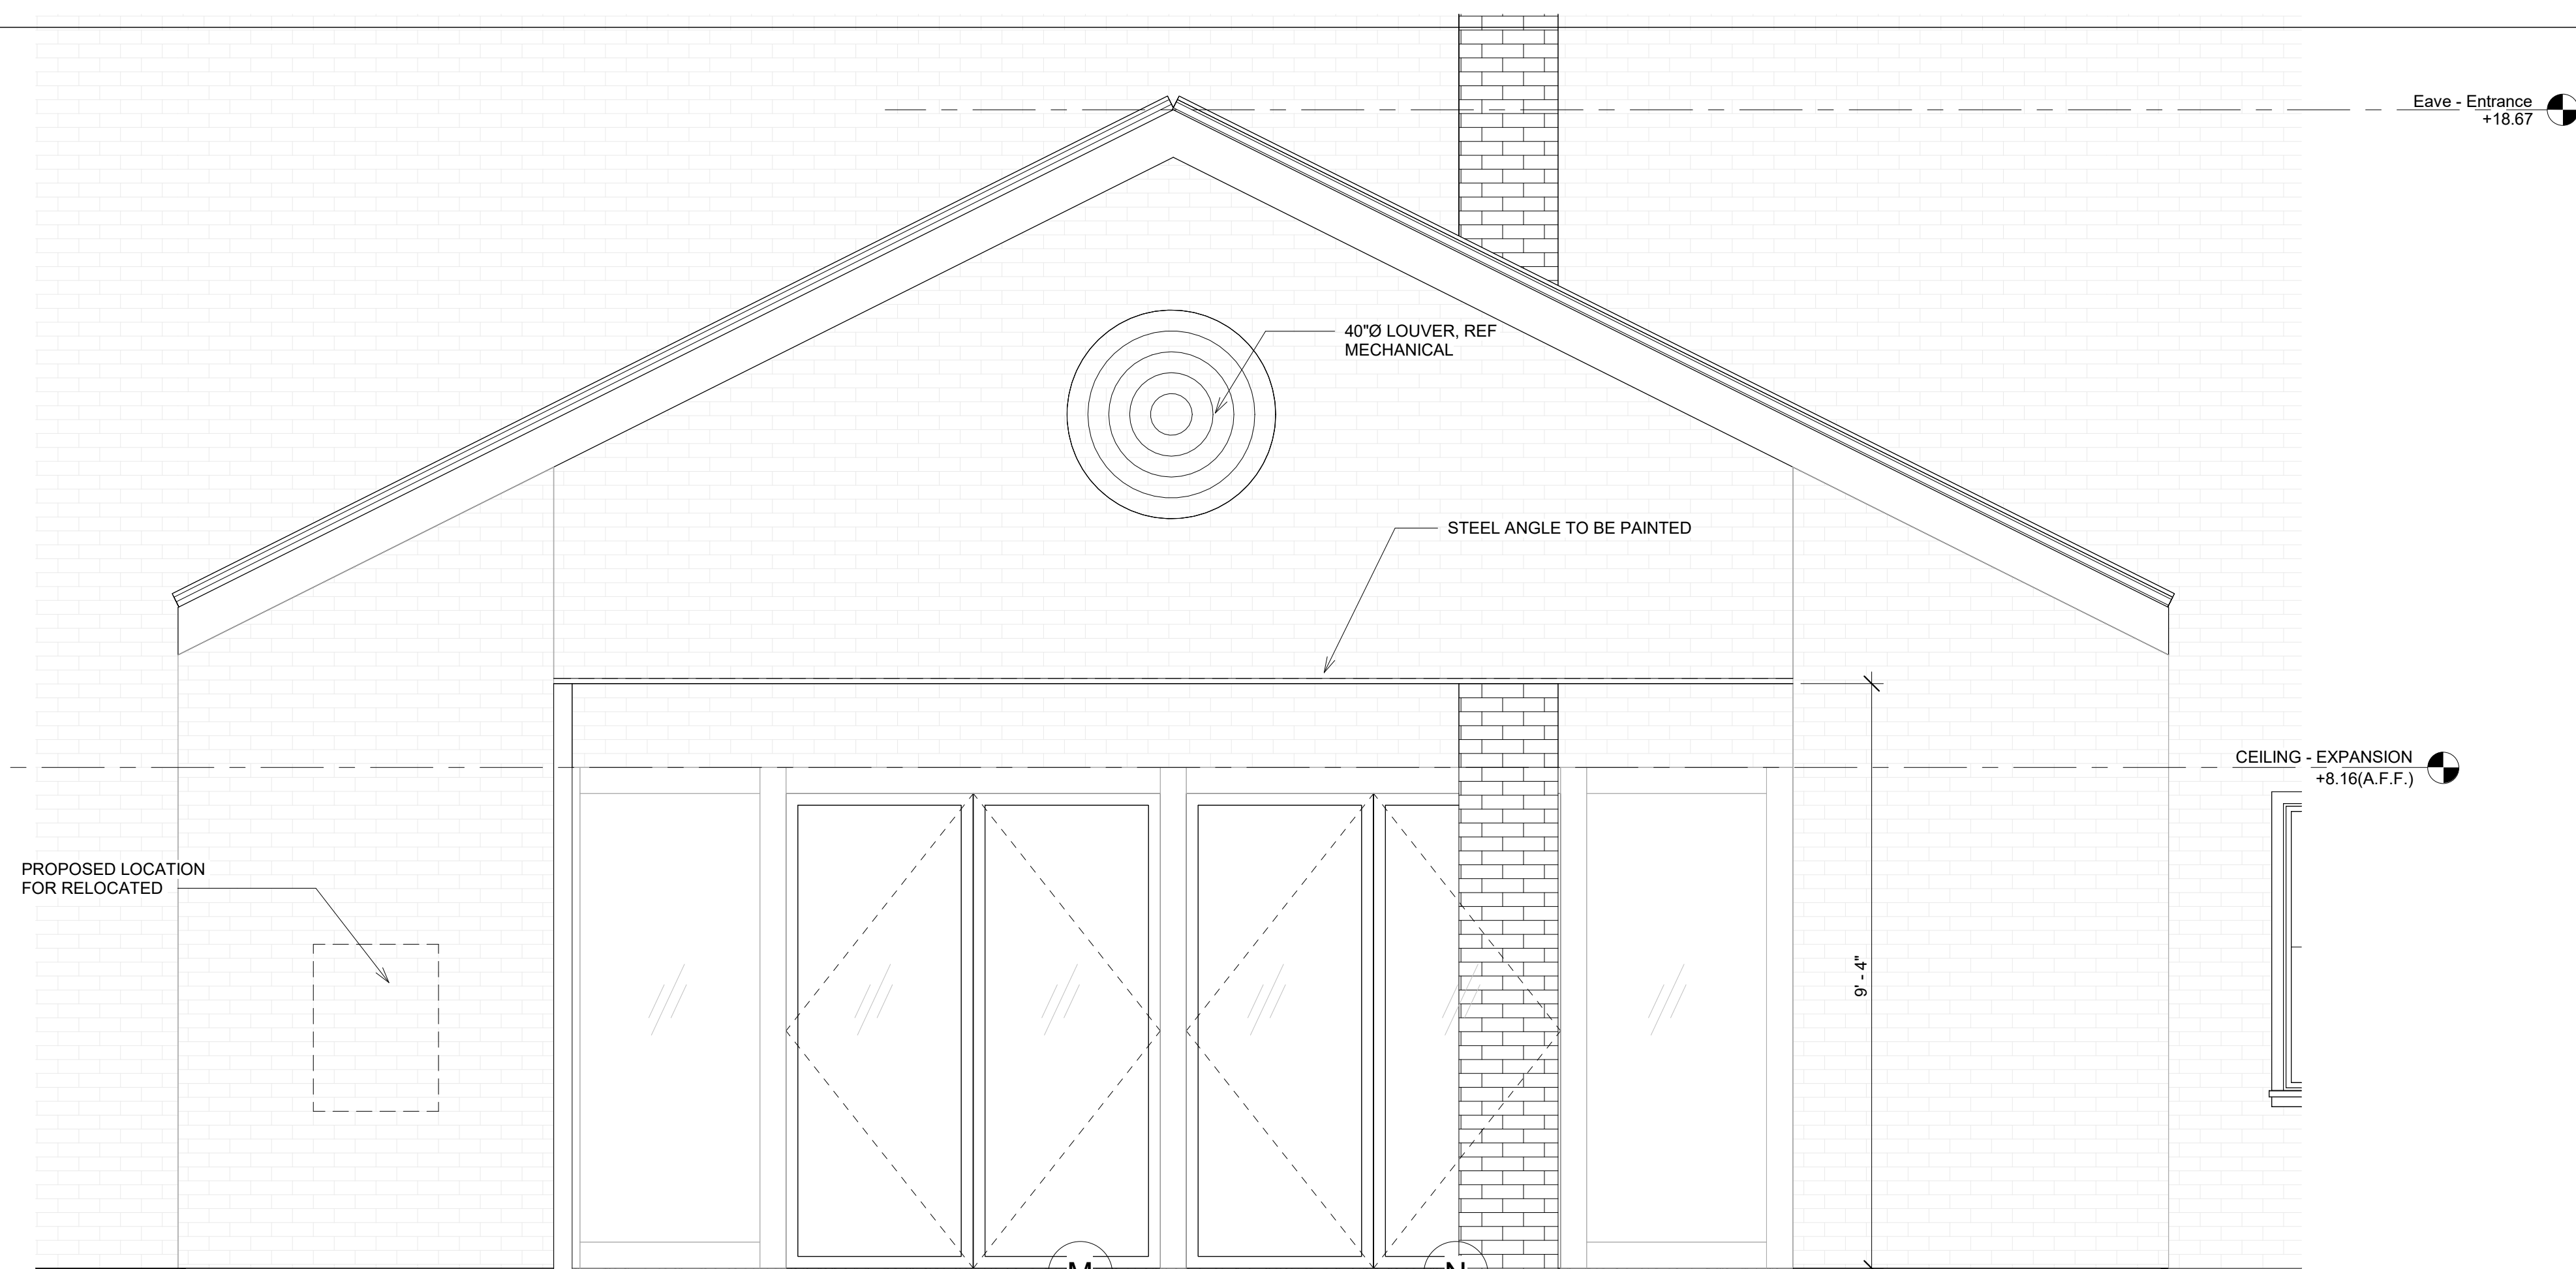 Eave - Entrance
+18.67
40"Ø LOUVER, REF
MECHANICAL
STEEL ANGLE TO BE PAINTED
CEILING - EXPANSION
+8.16(A.F.F.)
PROPOSED LOCATION
FOR RELOCATED
9' - 4"
M
N